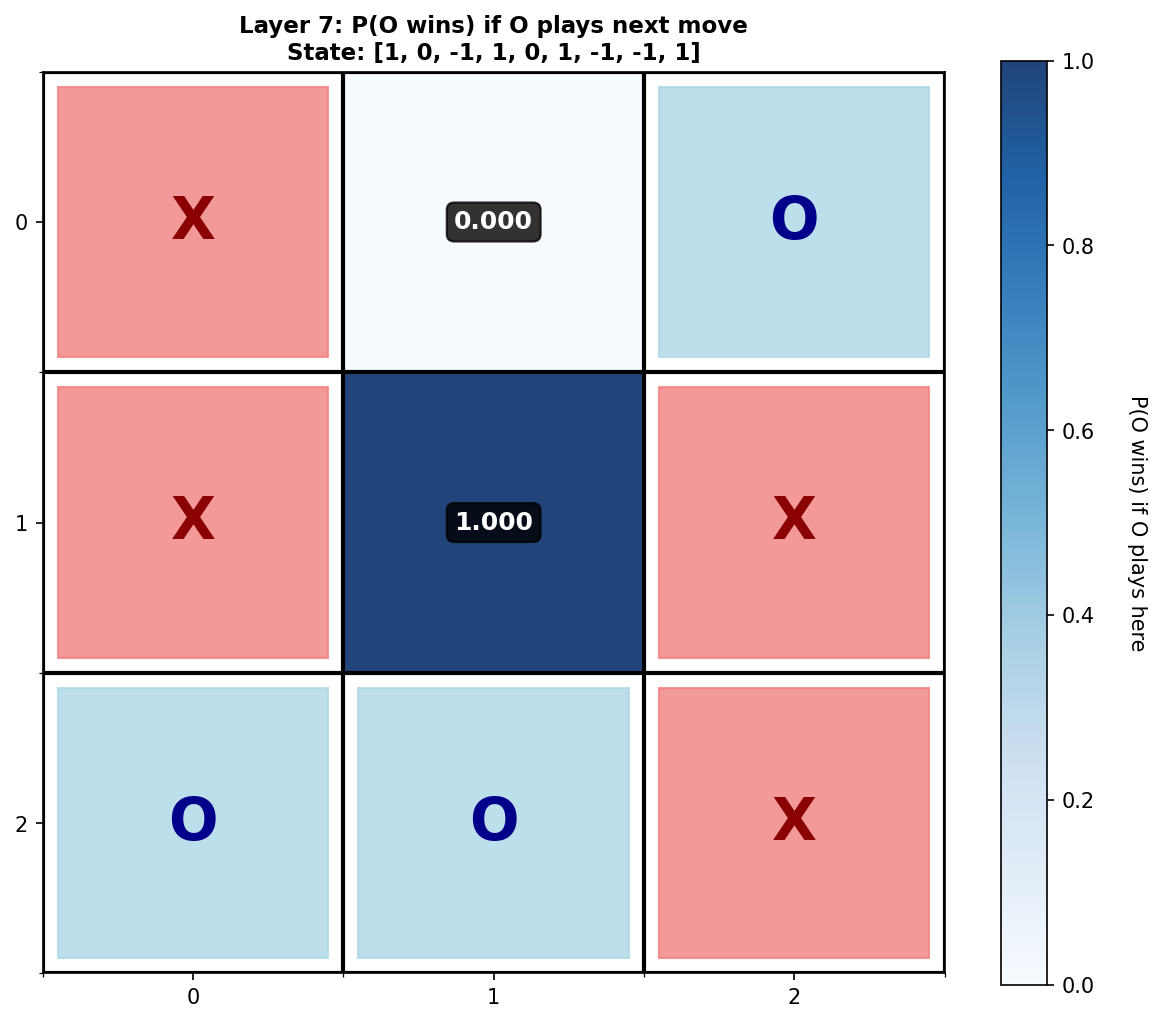 Layer 7: P(O wins) if O plays next move
State: [1, 0, -1, 1, 0, 1, -1, -1, 1]
X
0.000
O
X
1.000
X
O
O
X
0
1
2
0
1
2
1.0
0.8
0.6
0.4
0.2
0.0
P(O wins) if O plays here